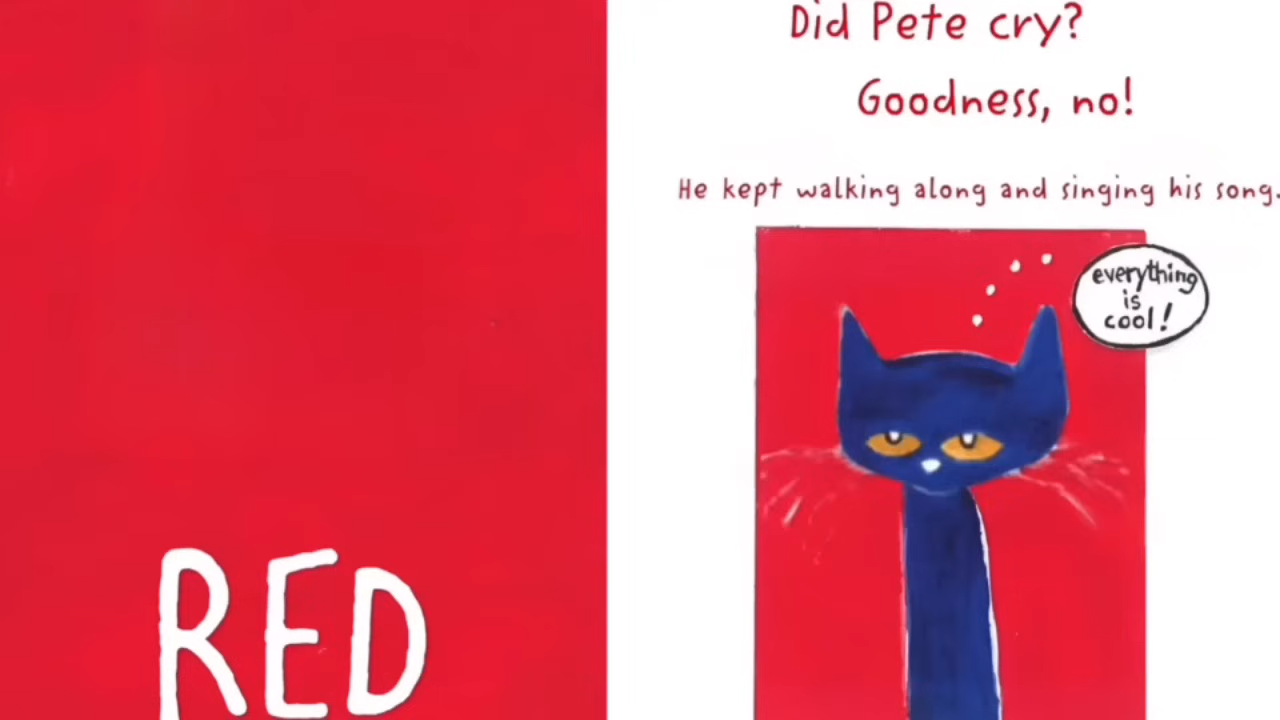 RED
Did Pete cry?
Goodness, no!
He kept walking along and singing his song.
everything
is
cool!